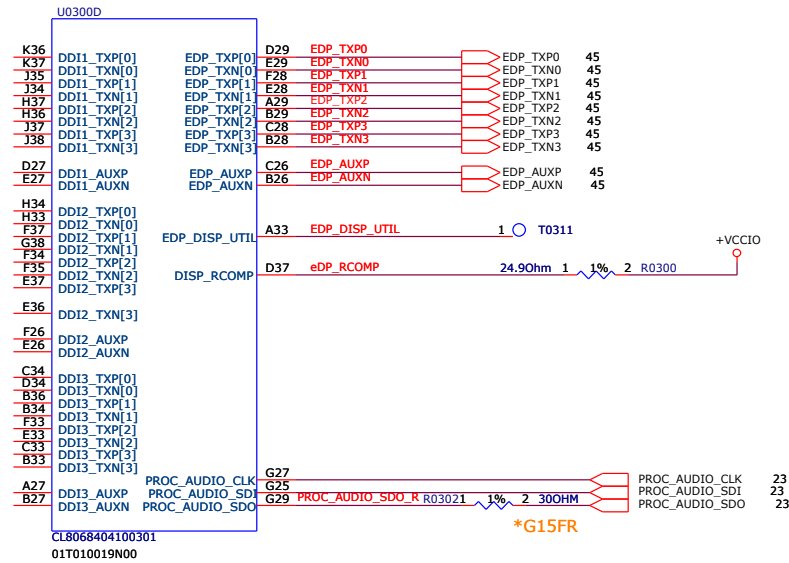 U0300D
K36 DDI1_TXP[0] EDP_TXP[0] D29 EDP_TXP0 EDP_TXP0 45
K37 DDI1_TXN[0] EDP_TXN[0] E29 EDP_TXN0 EDP_TXN0 45
J35 DDI1_TXP[1] EDP_TXP[1] F28 EDP_TXP1 EDP_TXP1 45
J34 DDI1_TXN[1] EDP_TXN[1] E28 EDP_TXN1 EDP_TXN1 45
H37 DDI1_TXP[2] EDP_TXP[2] A29 EDP_TXP2 EDP_TXP2 45
H36 DDI1_TXN[2] EDP_TXN[2] B29 EDP_TXN2 EDP_TXN2 45
J37 DDI1_TXP[3] EDP_TXP[3] C28 EDP_TXP3 EDP_TXP3 45
J38 DDI1_TXN[3] EDP_TXN[3] B28 EDP_TXN3 EDP_TXN3 45
D27 DDI1_AUXP EDP_AUXP C26 EDP_AUXP EDP_AUXP 45
E27 DDI1_AUXN EDP_AUXN B26 EDP_AUXN EDP_AUXN 45
H34 DDI2_TXP[0]
H33 DDI2_TXN[0]
F37 DDI2_TXP[1] EDP_DISP_UTIL A33 EDP_DISP_UTIL 1 T0311
G38 DDI2_TXN[1]
+VCCIO
F34 DDI2_TXP[2]
F35 DDI2_TXN[2] DISP_RCOMP D37 eDP_RCOMP 24.9Ohm 1 1% 2 R0300
E37 DDI2_TXP[3]
E36 DDI2_TXN[3]
F26 DDI2_AUXP
E26 DDI2_AUXN
C34 DDI3_TXP[0]
D34 DDI3_TXN[0]
B36 DDI3_TXP[1]
B34 DDI3_TXN[1]
F33 DDI3_TXP[2]
E33 DDI3_TXN[2]
C33 DDI3_TXP[3]
B33 DDI3_TXN[3]
PROC_AUDIO_CLK G27 PROC_AUDIO_CLK 23
A27 DDI3_AUXP PROC_AUDIO_SDI G25 PROC_AUDIO_SDI 23
B27 DDI3_AUXN PROC_AUDIO_SDO G29 PROC_AUDIO_SDO_R R0302 1 1% 2 30OHM PROC_AUDIO_SDO 23
*G15FR
CL8068404100301
01T010019N00